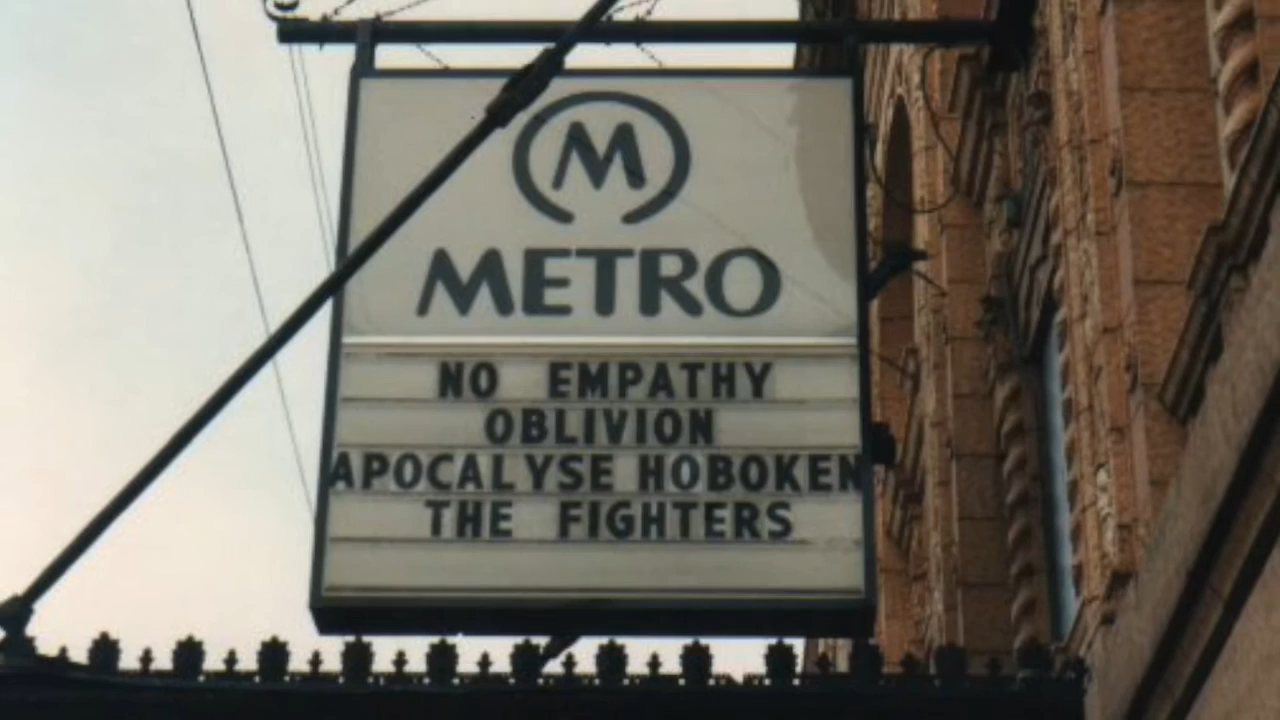 M
METRO
NO EMPATHY
OBLIVION
APOCALYSE HOBOKEN
THE FIGHTERS